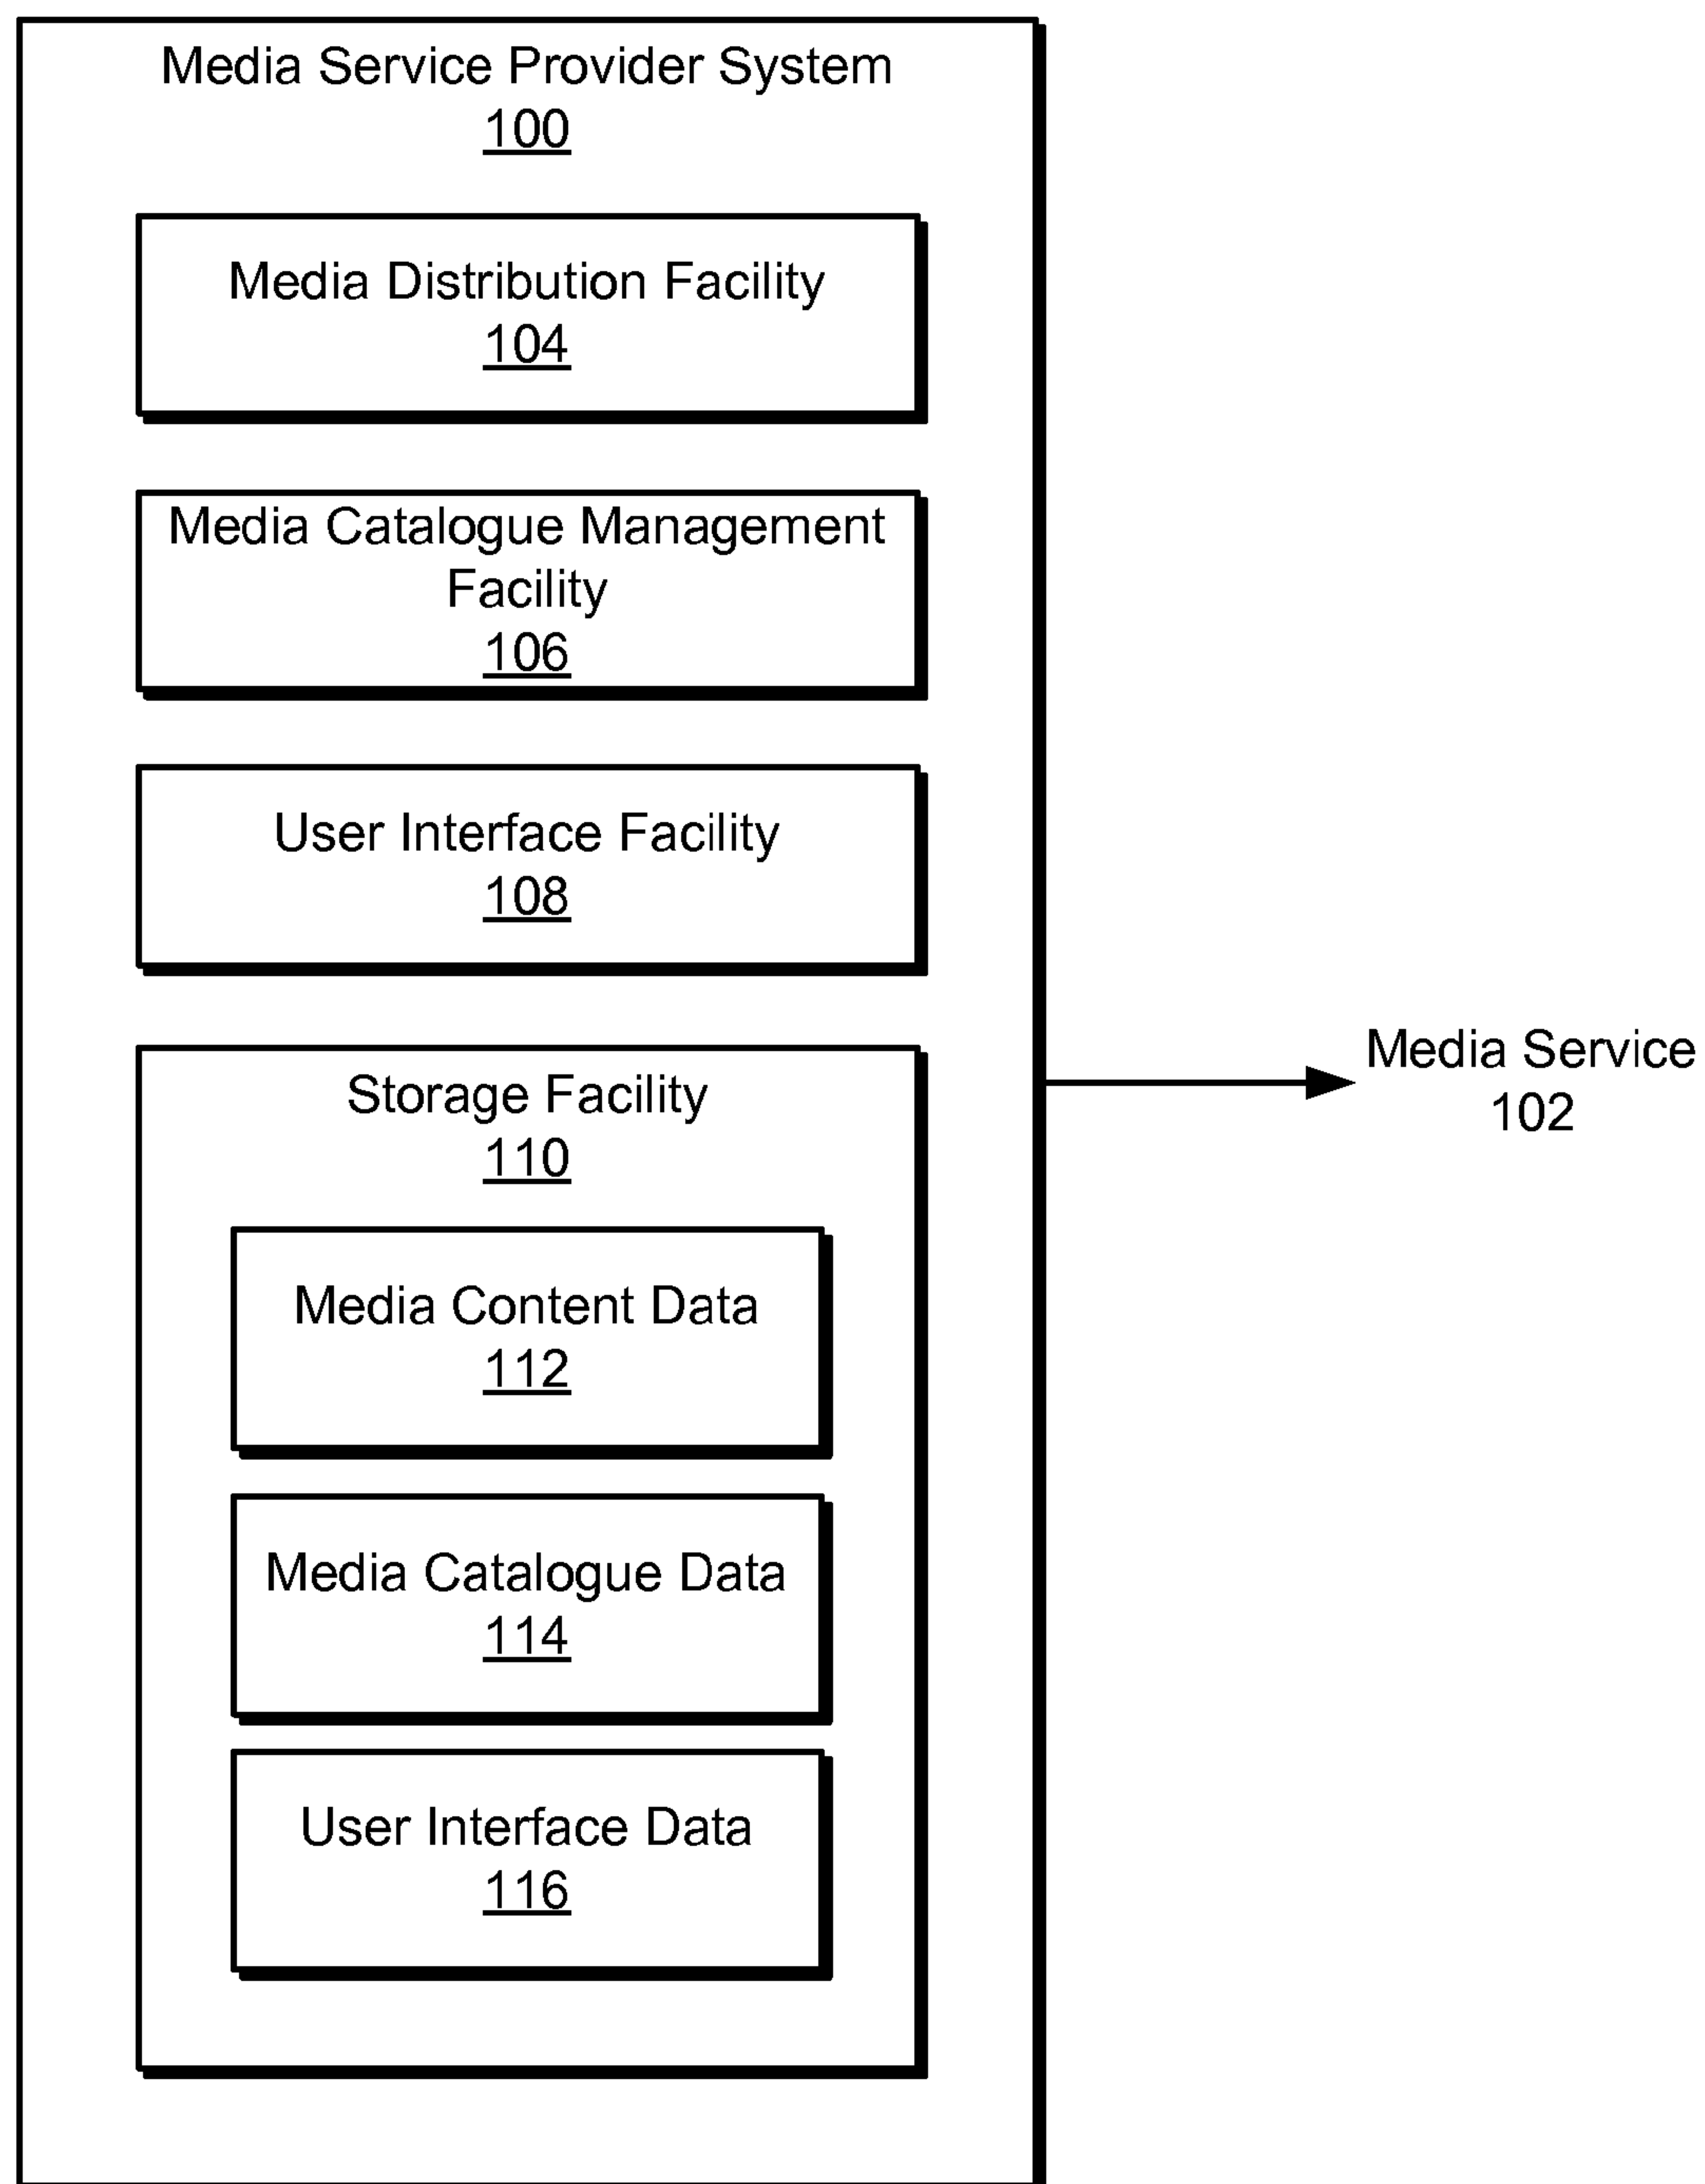 Media Service Provider System
100
Media Distribution Facility
104
Media Catalogue Management
Facility
106
User Interface Facility
108
Storage Facility
110
Media Content Data
112
Media Catalogue Data
114
User Interface Data
116
Media Service
102